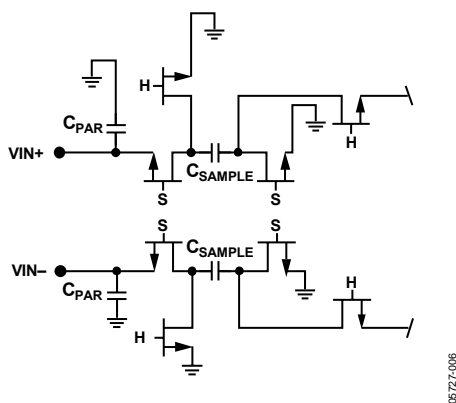 H
C_PAR
VIN+
C_SAMPLE
H
S
S
S
S
C_SAMPLE
VIN–
C_PAR
H
H
05727-006